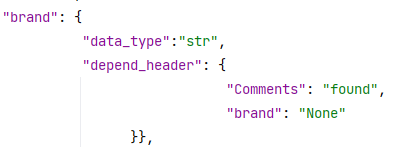 "brand": {
"data_type":"str",
"depend_header": {
"Comments": "found",
"brand": "None"
}},